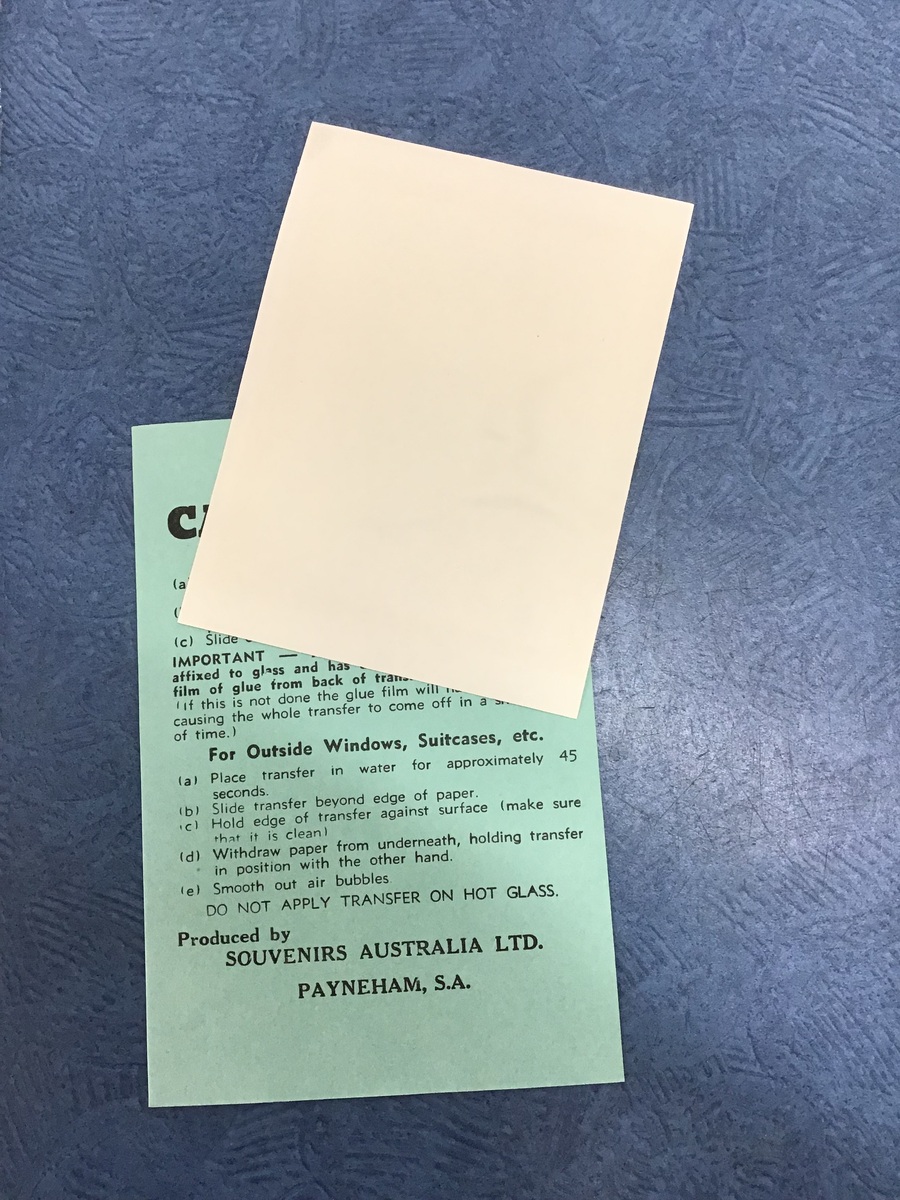 (c) Slide
IMPORTANT —
affixed to glass and has
film of glue from back of
(If this is not done the glue film will
causing the whole transfer to come off in a
of time.)
For Outside Windows, Suitcases, etc.
(a) Place transfer in water for approximately 45
seconds.
(b) Slide transfer beyond edge of paper.
(c) Hold edge of transfer against surface (make sure
that it is clean)
(d) Withdraw paper from underneath, holding transfer
in position with the other hand.
(e) Smooth out air bubbles
DO NOT APPLY TRANSFER ON HOT GLASS.
Produced by
SOUVENIRS AUSTRALIA LTD.
PAYNEHAM, S.A.